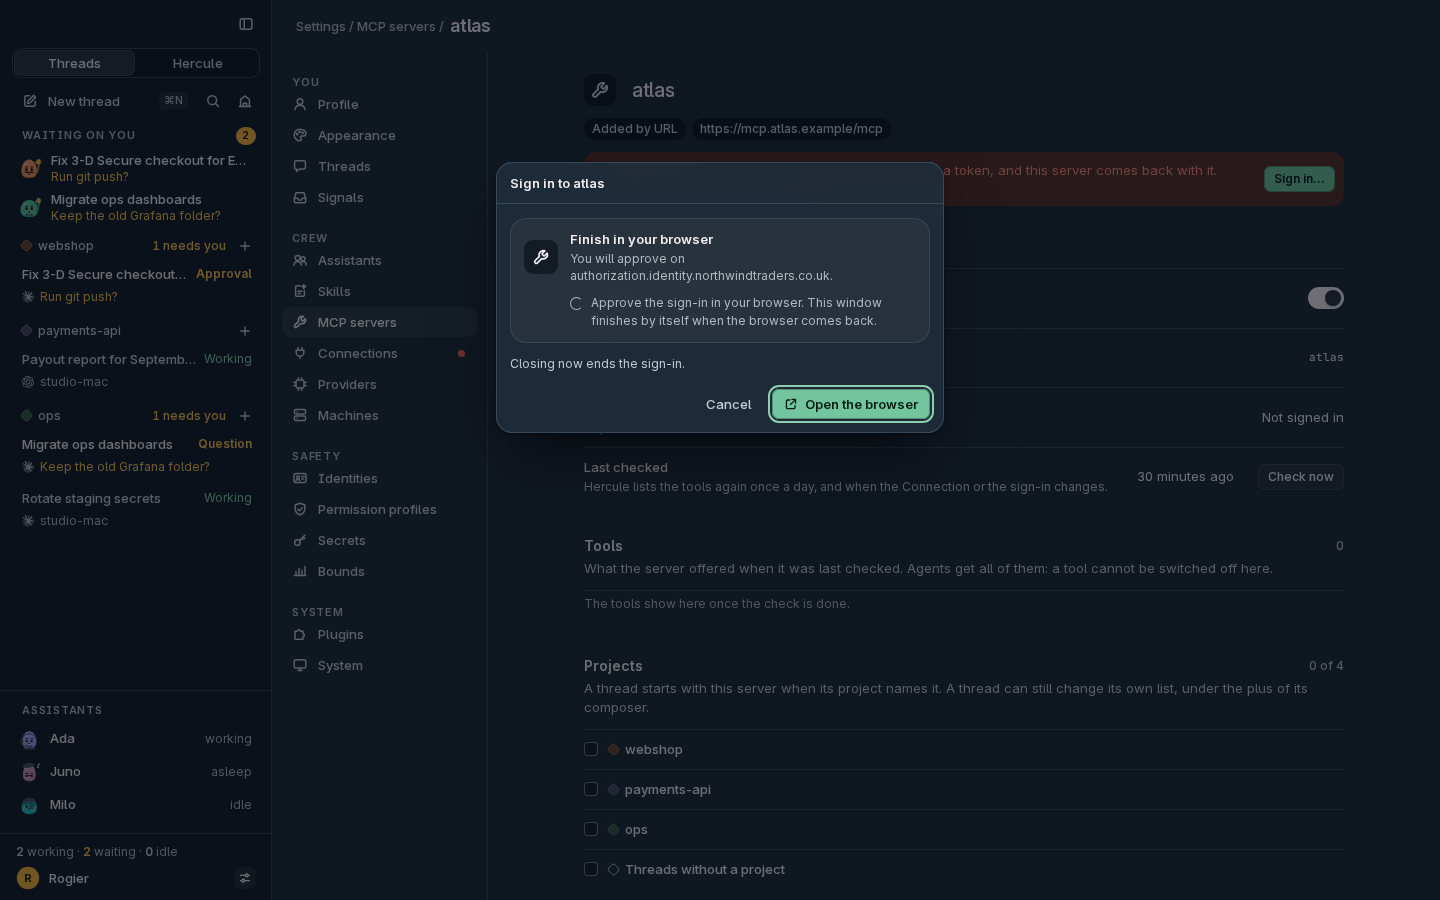 Threads
Hercule
New thread
⌘N
WAITING ON YOU
2
Fix 3-D Secure checkout for E…
Run git push?
Migrate ops dashboards
Keep the old Grafana folder?
webshop
1 needs you
Fix 3-D Secure checkout…
Approval
Run git push?
payments-api
Payout report for Septemb…
Working
studio-mac
ops
1 needs you
Migrate ops dashboards
Question
Keep the old Grafana folder?
Rotate staging secrets
Working
studio-mac
ASSISTANTS
Ada
working
Juno
asleep
Milo
idle
2 working · 2 waiting · 0 idle
R
Rogier
Settings / MCP servers / atlas
YOU
Profile
Appearance
Threads
Signals
CREW
Assistants
Skills
MCP servers
Connections
Providers
Machines
SAFETY
Identities
Permission profiles
Secrets
Bounds
SYSTEM
Plugins
System
atlas
Added by URL
https://mcp.atlas.example/mcp
a token, and this server comes back with it.
Sign in…
Sign in to atlas
Finish in your browser
You will approve on
authorization.identity.northwindtraders.co.uk.
Approve the sign-in in your browser. This window
finishes by itself when the browser comes back.
Closing now ends the sign-in.
Cancel
Open the browser
atlas
Not signed in
Last checked
Hercule lists the tools again once a day, and when the Connection or the sign-in changes.
30 minutes ago
Check now
Tools
0
What the server offered when it was last checked. Agents get all of them: a tool cannot be switched off here.
The tools show here once the check is done.
Projects
0 of 4
A thread starts with this server when its project names it. A thread can still change its own list, under the plus of its
composer.
webshop
payments-api
ops
Threads without a project